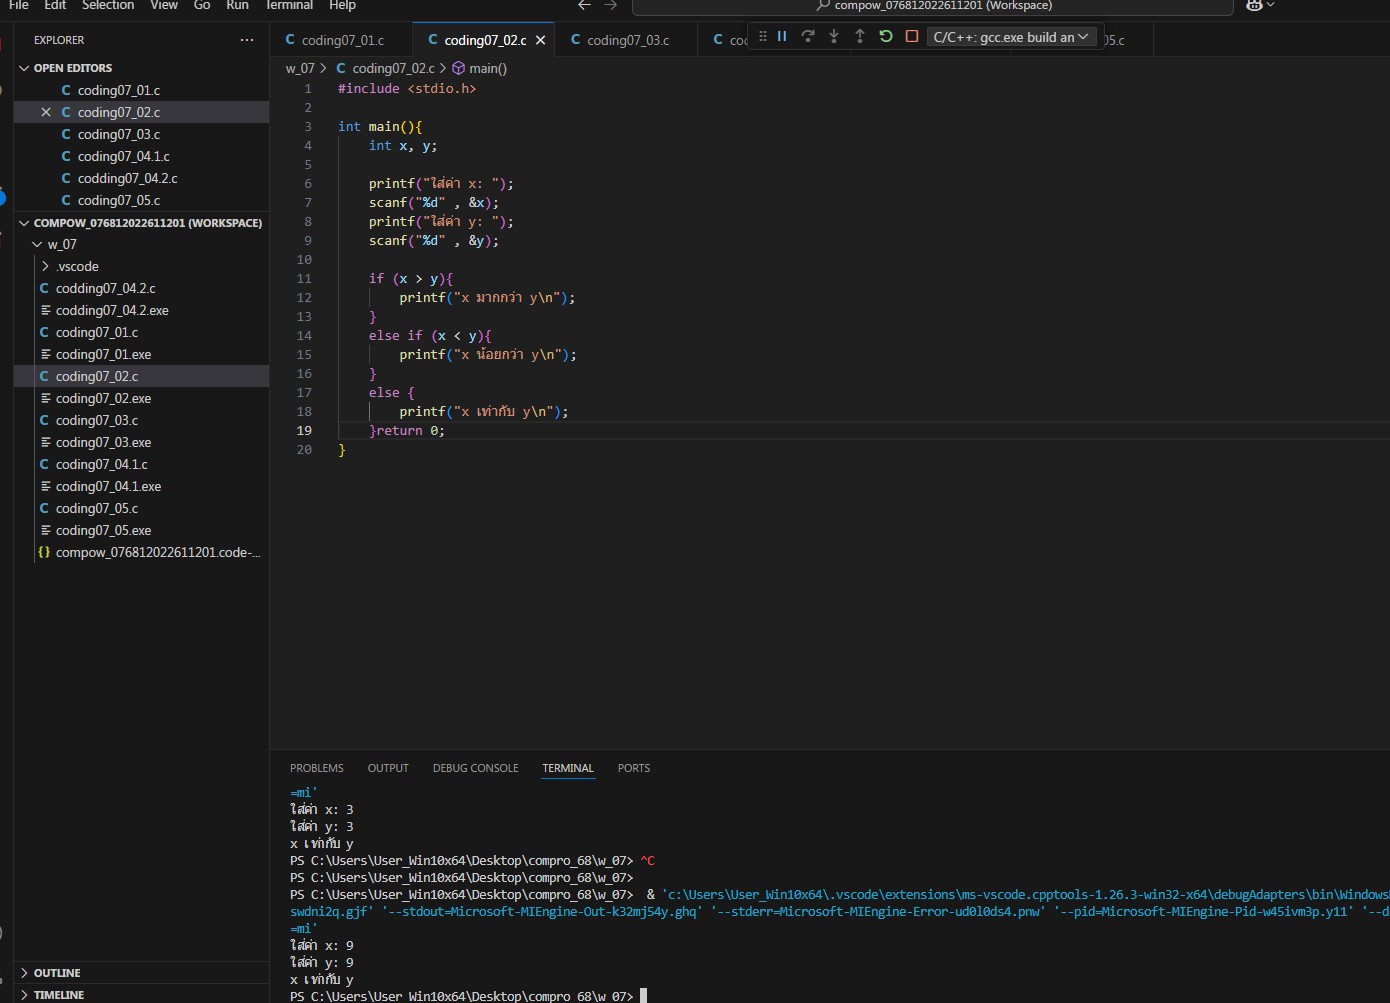 File Edit Selection View Go Run Terminal Help
compow_076812022611201 (Workspace)
EXPLORER
OPEN EDITORS
coding07_01.c
coding07_02.c
coding07_03.c
coding07_04.1.c
codding07_04.2.c
coding07_05.c
COMPOW_076812022611201 (WORKSPACE)
w_07
.vscode
codding07_04.2.c
codding07_04.2.exe
coding07_01.c
coding07_01.exe
coding07_02.c
coding07_02.exe
coding07_03.c
coding07_03.exe
coding07_04.1.c
coding07_04.1.exe
coding07_05.c
coding07_05.exe
compow_076812022611201.code-...
OUTLINE
TIMELINE
C coding07_01.c C coding07_02.c C coding07_03.c C 05.c
C/C++: gcc.exe build an
w_07 > C coding07_02.c > main()
1 #include <stdio.h>
2
3 int main(){
4 int x, y;
5
6 printf("ใส่ค่า x: ");
7 scanf("%d" , &x);
8 printf("ใส่ค่า y: ");
9 scanf("%d" , &y);
10
11 if (x > y){
12 printf("x มากกว่า y\n");
13 }
14 else if (x < y){
15 printf("x น้อยกว่า y\n");
16 }
17 else {
18 printf("x เท่ากับ y\n");
19 }return 0;
20 }
PROBLEMS OUTPUT DEBUG CONSOLE TERMINAL PORTS
=mi'
ใส่ค่า x: 3
ใส่ค่า y: 3
x เท่ากับ y
PS C:\Users\User_Win10x64\Desktop\compro_68\w_07> ^C
PS C:\Users\User_Win10x64\Desktop\compro_68\w_07>
PS C:\Users\User_Win10x64\Desktop\compro_68\w_07> & 'c:\Users\User_Win10x64\.vscode\extensions\ms-vscode.cpptools-1.26.3-win32-x64\debugAdapters\bin\Windows
swdni2q.gjf' '--stdout=Microsoft-MIEngine-Out-k32mj54y.ghq' '--stderr=Microsoft-MIEngine-Error-ud0l0ds4.pnw' '--pid=Microsoft-MIEngine-Pid-w45ivm3p.y11' '--d
=mi'
ใส่ค่า x: 9
ใส่ค่า y: 9
x เท่ากับ y
PS C:\Users\User_Win10x64\Desktop\compro_68\w_07>